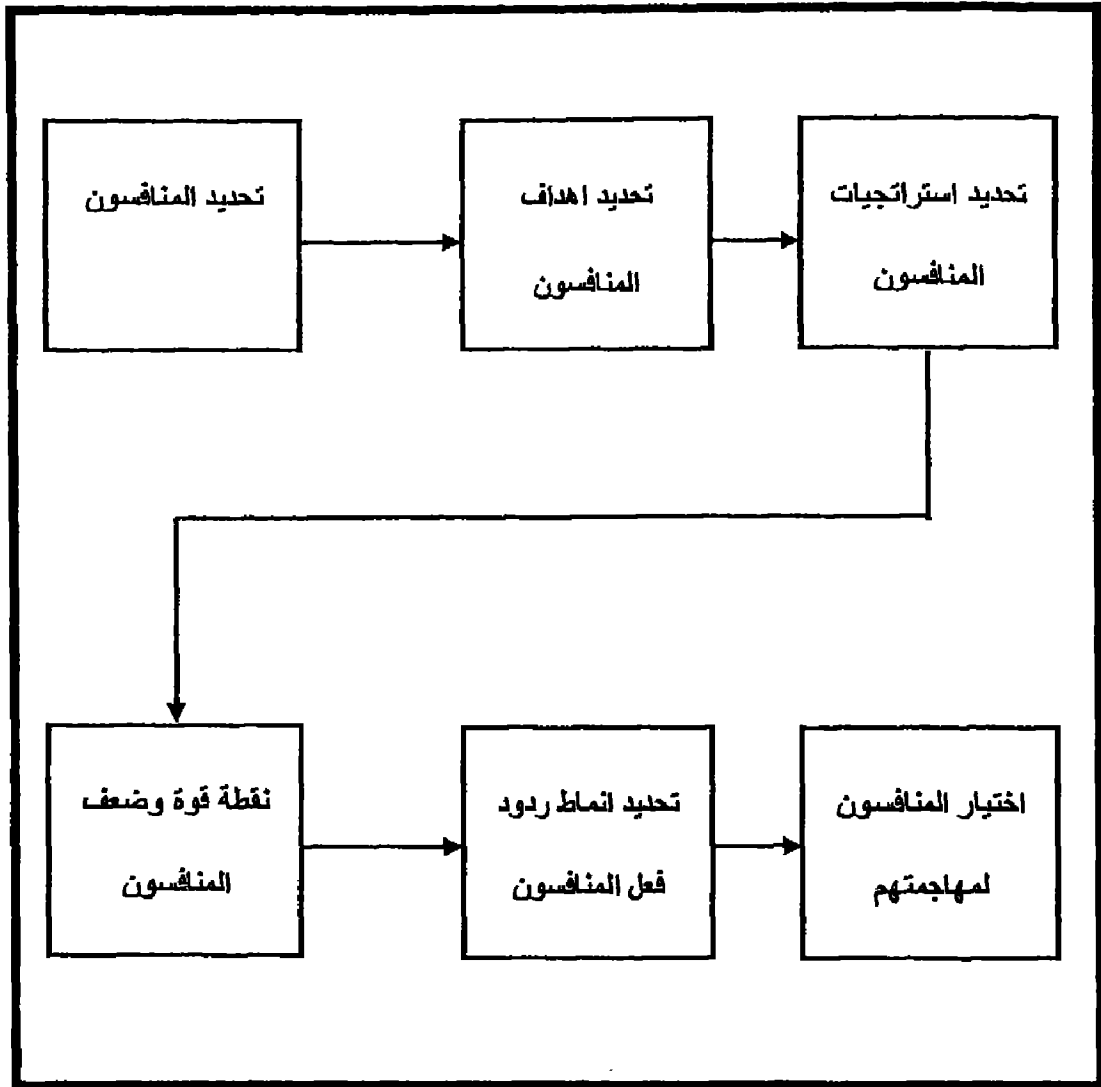 تحديد المنافسون
تحديد اهداف
المنافسون
تحديد استراتجيات
المنافسون
نقطة قوة وضعف
المنافسون
تحديد انماط ردود
فعل المنافسون
اختيار المنافسون
لمهاجمتهم